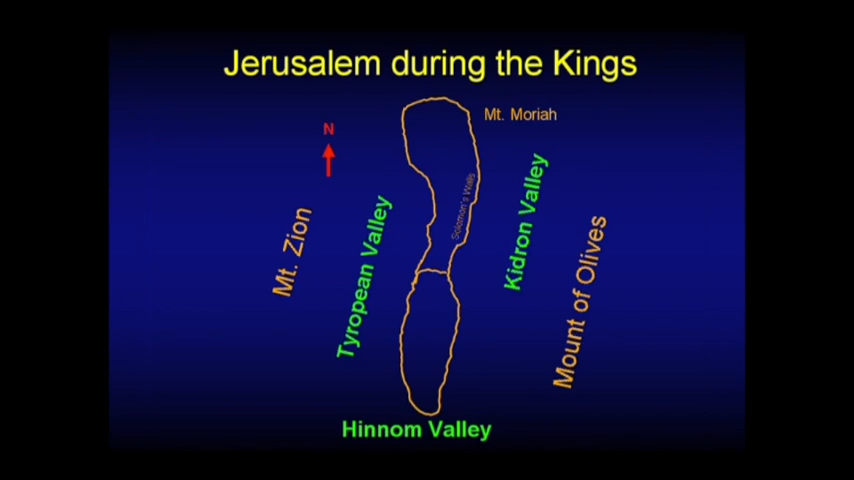 Jerusalem during the Kings
Mt. Moriah
N
Solomon's Walls
Kidron Valley
Tyropean Valley
Mt. Zion
Mount of Olives
Hinnom Valley